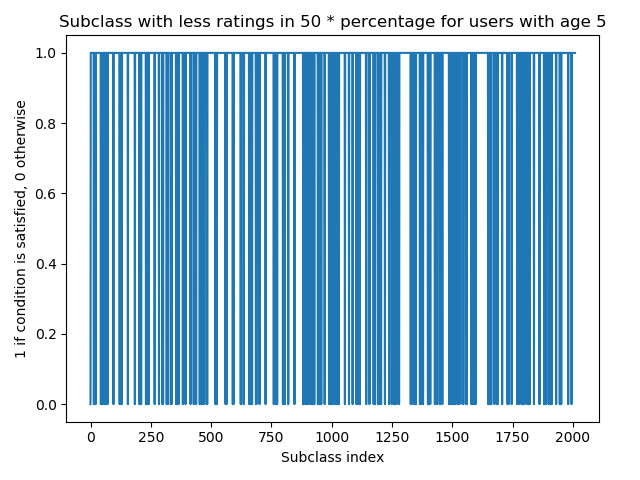 Subclass with less ratings in 50 * percentage for users with age 5
1 if condition is satisfied, 0 otherwise
1.0
0.8
0.6
0.4
0.2
0.0
0 250 500 750 1000 1250 1500 1750 2000
Subclass index